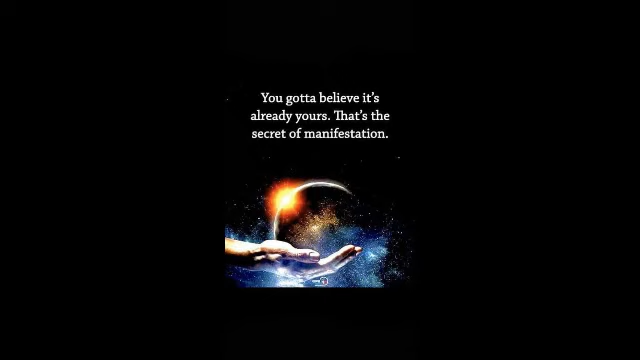 You gotta believe it's
already yours. That's the
secret of manifestation.